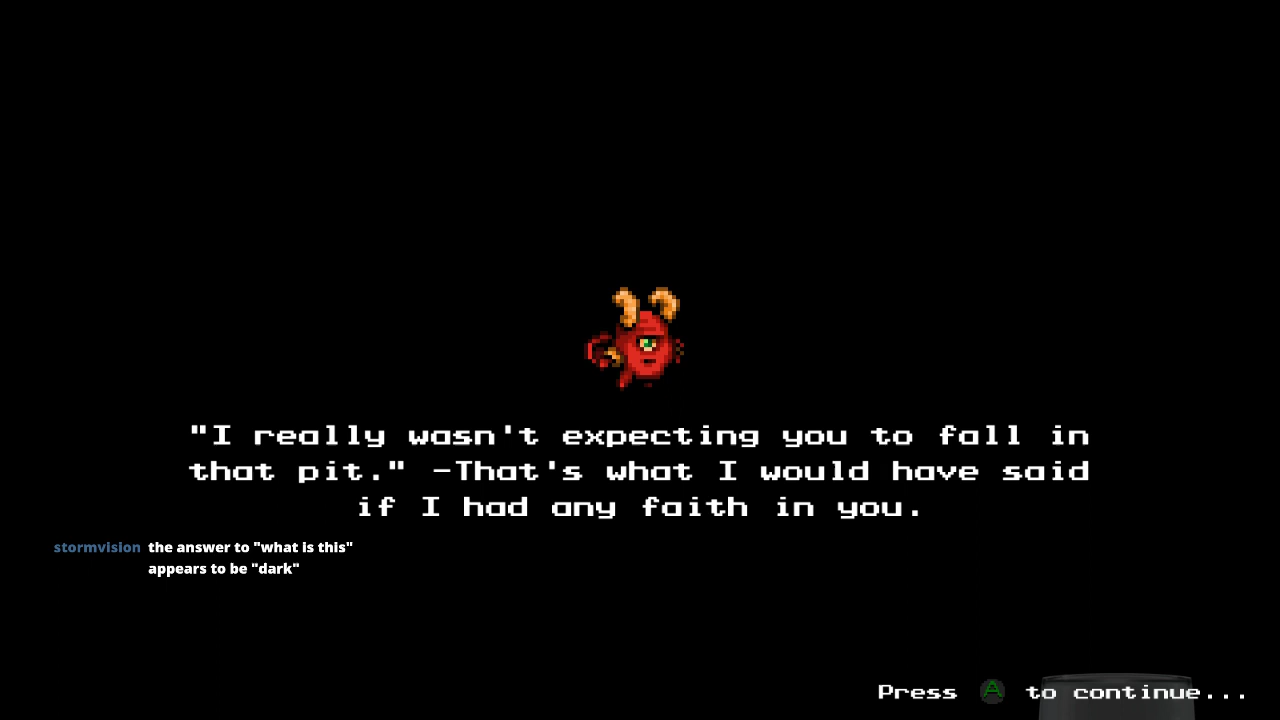 "I really wasn't expecting you to fall in
that pit." -That's what I would have said
if I had any faith in you.
stormvision the answer to "what is this"
appears to be "dark"
Press A to continue...